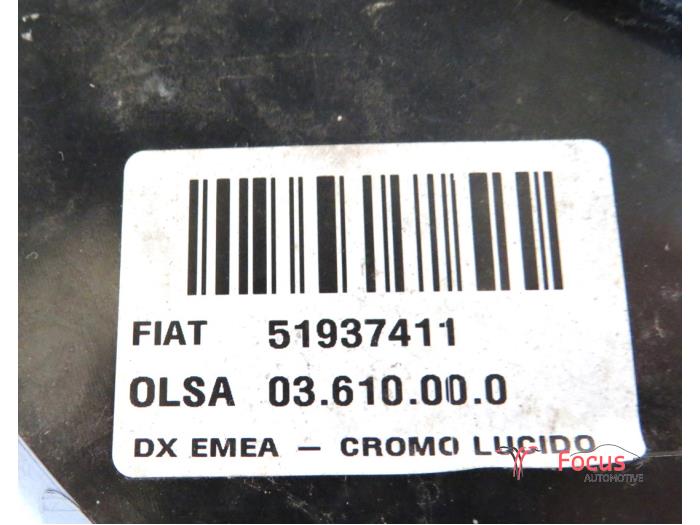 FIAT 51937411
OLSA 03.610.00.0
DX EMEA – CROMO LUCIDO
Focus
AUTOMOTIVE